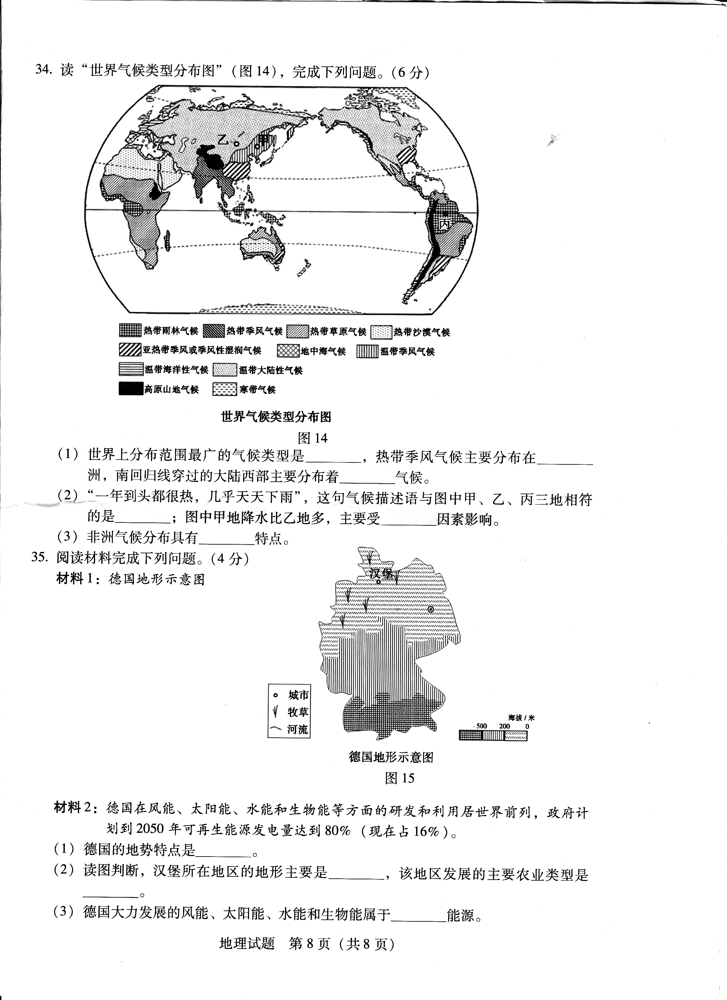 34. 读“世界气候类型分布图”(图14)，完成下列问题。(6分)
乙
甲
丙
热带雨林气候 热带季风气候 热带草原气候 热带沙漠气候
亚热带季风或季风性湿润气候 地中海气候 温带季风气候
温带海洋性气候 温带大陆性气候
高原山地气候 寒带气候
世界气候类型分布图
图14
(1) 世界上分布范围最广的气候类型是________，热带季风气候主要分布在________
洲，南回归线穿过的大陆西部主要分布着________气候。
(2) “一年到头都很热，几乎天天下雨”，这句气候描述语与图中甲、乙、丙三地相符
的是________；图中甲地降水比乙地多，主要受________因素影响。
(3) 非洲气候分布具有________特点。
35. 阅读材料完成下列问题。(4分)
材料1：德国地形示意图
汉堡
城市
牧草
河流
海拔/米
500 200 0
德国地形示意图
图15
材料2：德国在风能、太阳能、水能和生物能等方面的研发和利用居世界前列，政府计
划到2050年可再生能源发电量达到80%（现在占16%）。
(1) 德国的地势特点是________。
(2) 读图判断，汉堡所在地区的地形主要是________，该地区发展的主要农业类型是
________。
(3) 德国大力发展的风能、太阳能、水能和生物能属于________能源。
地理试题 第8页（共8页）